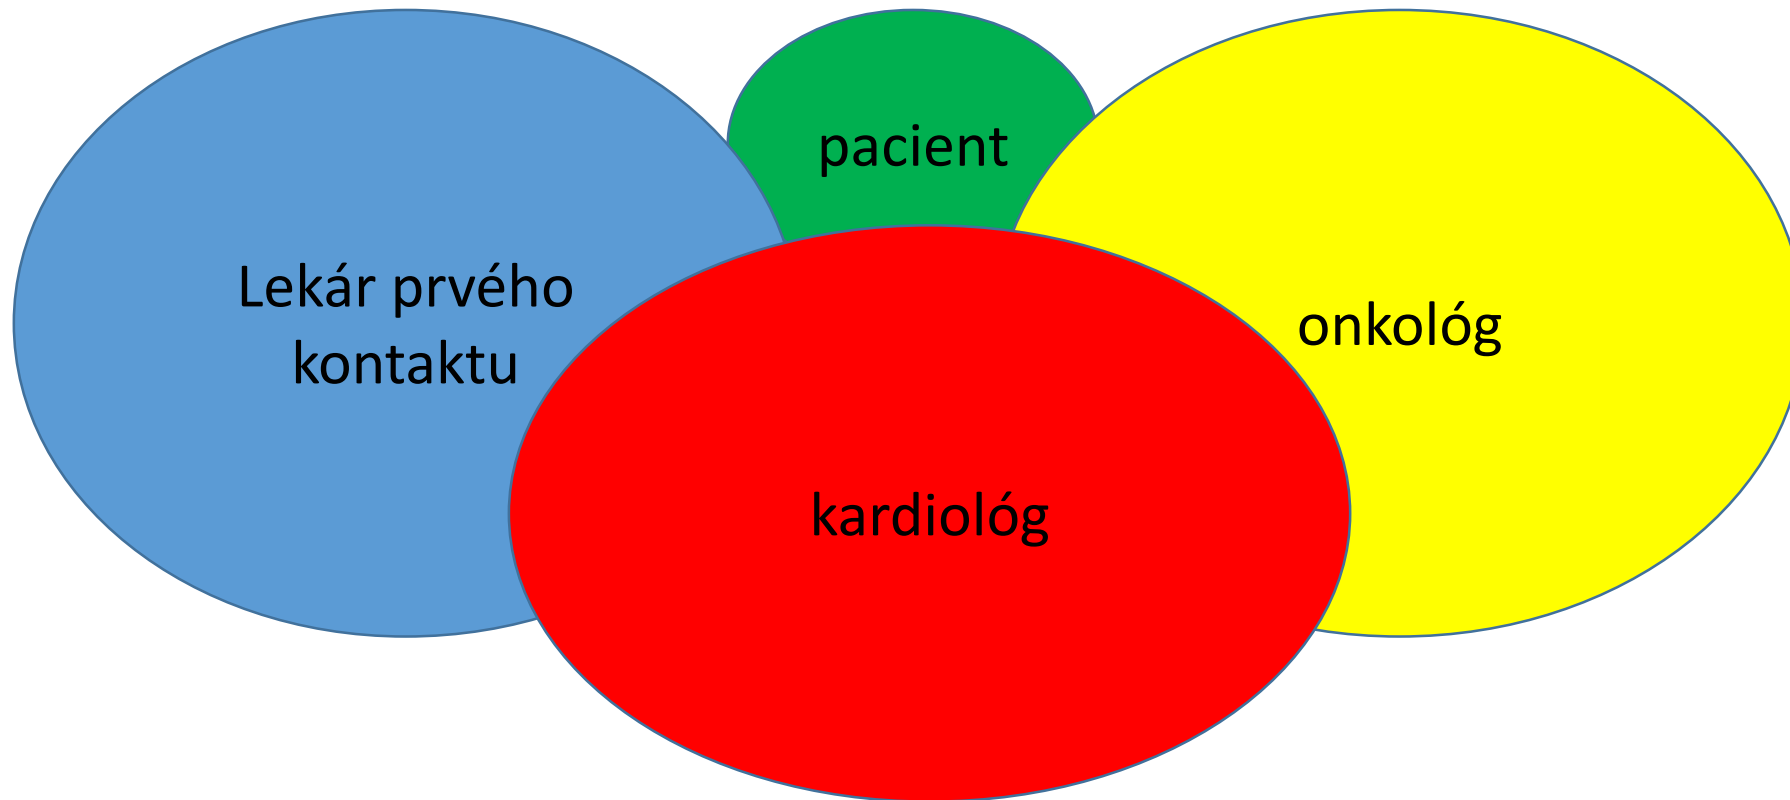 pacient
Lekár prvého
kontaktu
onkológ
kardiológ